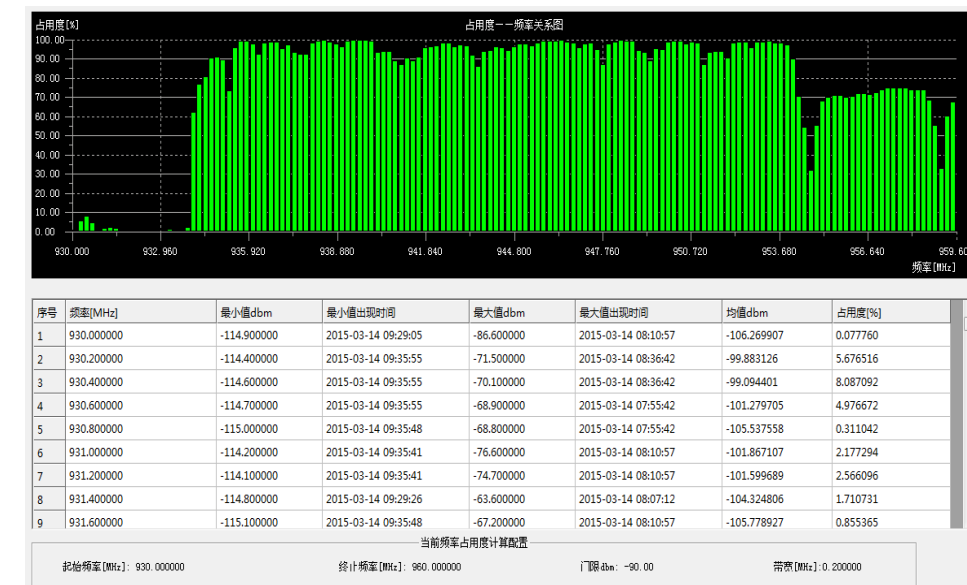 占用度[%]
占用度－－频率关系图
100.00
90.00
80.00
70.00
60.00
50.00
40.00
30.00
20.00
10.00
0.00
930.000 932.960 935.920 938.880 941.840 944.800 947.760 950.720 953.680 956.640 959.60
频率[MHz]
序号 频率[MHz] 最小值dbm 最小值出现时间 最大值dbm 最大值出现时间 均值dbm 占用度[%]
1 930.000000 -114.900000 2015-03-14 09:29:05 -86.600000 2015-03-14 08:10:57 -106.269907 0.077760
2 930.200000 -114.400000 2015-03-14 09:35:55 -71.500000 2015-03-14 08:36:42 -99.883126 5.676516
3 930.400000 -114.600000 2015-03-14 09:35:55 -70.100000 2015-03-14 08:36:42 -99.094401 8.087092
4 930.600000 -114.700000 2015-03-14 09:35:55 -68.900000 2015-03-14 07:55:42 -101.279705 4.976672
5 930.800000 -115.000000 2015-03-14 09:35:48 -68.800000 2015-03-14 07:55:42 -105.537558 0.311042
6 931.000000 -114.200000 2015-03-14 09:35:41 -76.600000 2015-03-14 08:10:57 -101.867107 2.177294
7 931.200000 -114.100000 2015-03-14 09:35:41 -74.700000 2015-03-14 08:10:57 -101.599689 2.566096
8 931.400000 -114.800000 2015-03-14 09:29:26 -63.600000 2015-03-14 08:07:12 -104.324806 1.710731
9 931.600000 -115.100000 2015-03-14 09:35:48 -67.200000 2015-03-14 08:10:57 -105.778927 0.855365
当前频率占用度计算配置
起始频率[MHz]: 930.000000 终止频率[MHz]: 960.000000 门限dbm: -90.00 带宽[MHz]:0.200000